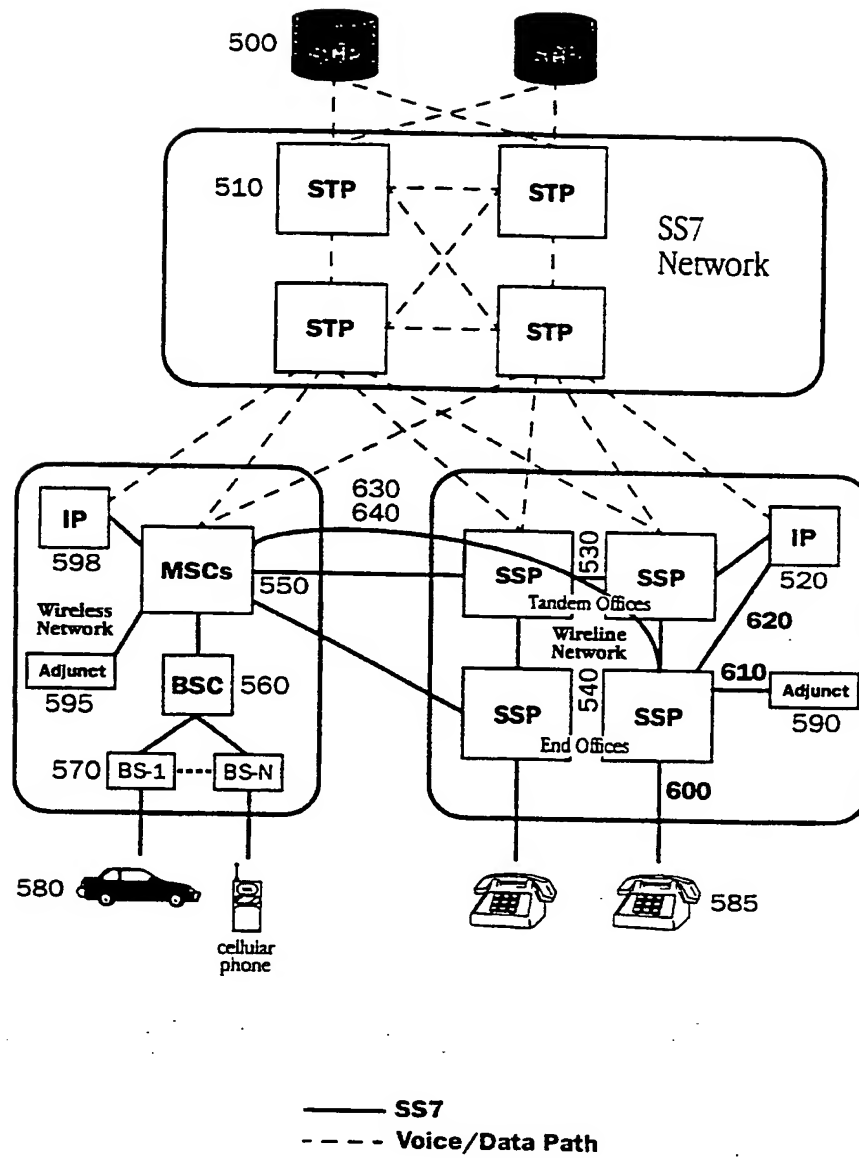 500
510
STP
STP
SS7
Network
STP
STP
630
640
IP
598
MSCs
550
Wireless
Network
Adjunct
595
BSC
560
570
BS-1
BS-N
580
cellular
phone
SSP
530
SSP
IP
520
Tandem Offices
Wireline
Network
620
610
540
SSP
SSP
Adjunct
590
End Offices
600
585
SS7
Voice/Data Path